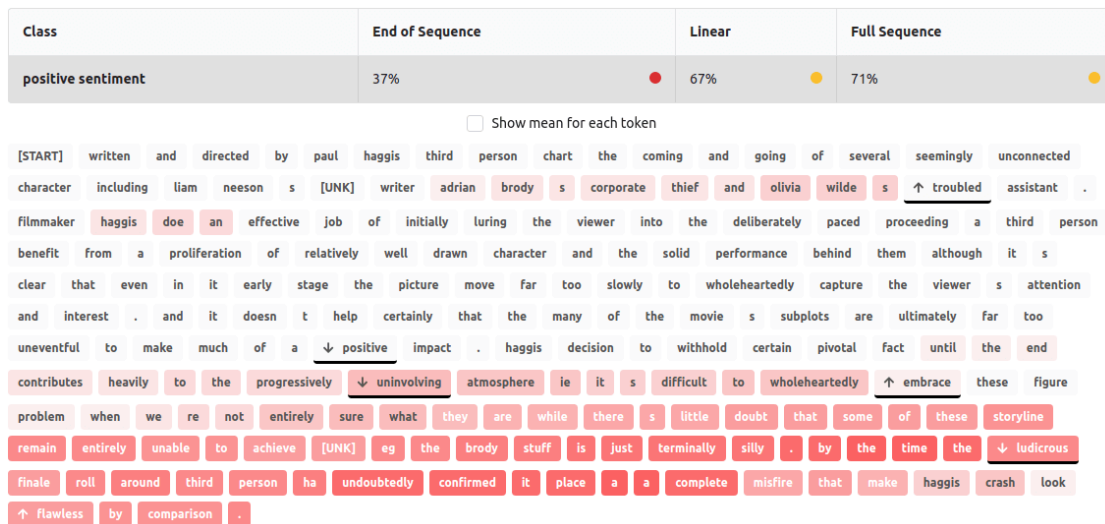 Class End of Sequence Linear Full Sequence
positive sentiment 37% 67% 71%
Show mean for each token
[START] written and directed by paul haggis third person chart the coming and going of several seemingly unconnected
character including liam neeson s [UNK] writer adrian brody s corporate thief and olivia wilde s ↑ troubled assistant .
filmmaker haggis doe an effective job of initially luring the viewer into the deliberately paced proceeding a third person
benefit from a proliferation of relatively well drawn character and the solid performance behind them although it s
clear that even in it early stage the picture move far too slowly to wholeheartedly capture the viewer s attention
and interest . and it doesn t help certainly that the many of the movie s subplots are ultimately far too
uneventful to make much of a ↓ positive impact . haggis decision to withhold certain pivotal fact until the end
contributes heavily to the progressively ↓ uninvolving atmosphere ie it s difficult to wholeheartedly ↑ embrace these figure
problem when we re not entirely sure what they are while there s little doubt that some of these storyline
remain entirely unable to achieve [UNK] eg the brody stuff is just terminally silly . by the time the ↓ ludicrous
finale roll around third person ha undoubtedly confirmed it place a a complete misfire that make haggis crash look
↑ flawless by comparison .